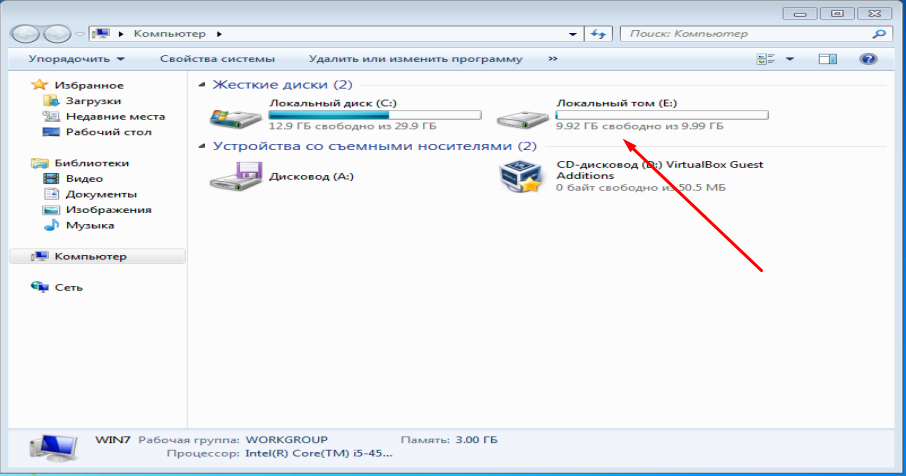 Компьютер
Поиск: Компьютер
Упорядочить
Свойства системы
Удалить или изменить программу
»
Избранное
Загрузки
Недавние места
Рабочий стол
Библиотеки
Видео
Документы
Изображения
Музыка
Компьютер
Сеть
Жесткие диски (2)
Локальный диск (C:)
12.9 ГБ свободно из 29.9 ГБ
Локальный том (E:)
9.92 ГБ свободно из 9.99 ГБ
Устройства со съемными носителями (2)
Дисковод (A:)
CD-дисковод (D:) VirtualBox Guest
Additions
0 байт свободно из 50.5 МБ
WIN7 Рабочая группа: WORKGROUP Память: 3.00 ГБ
Процессор: Intel(R) Core(TM) i5-45...